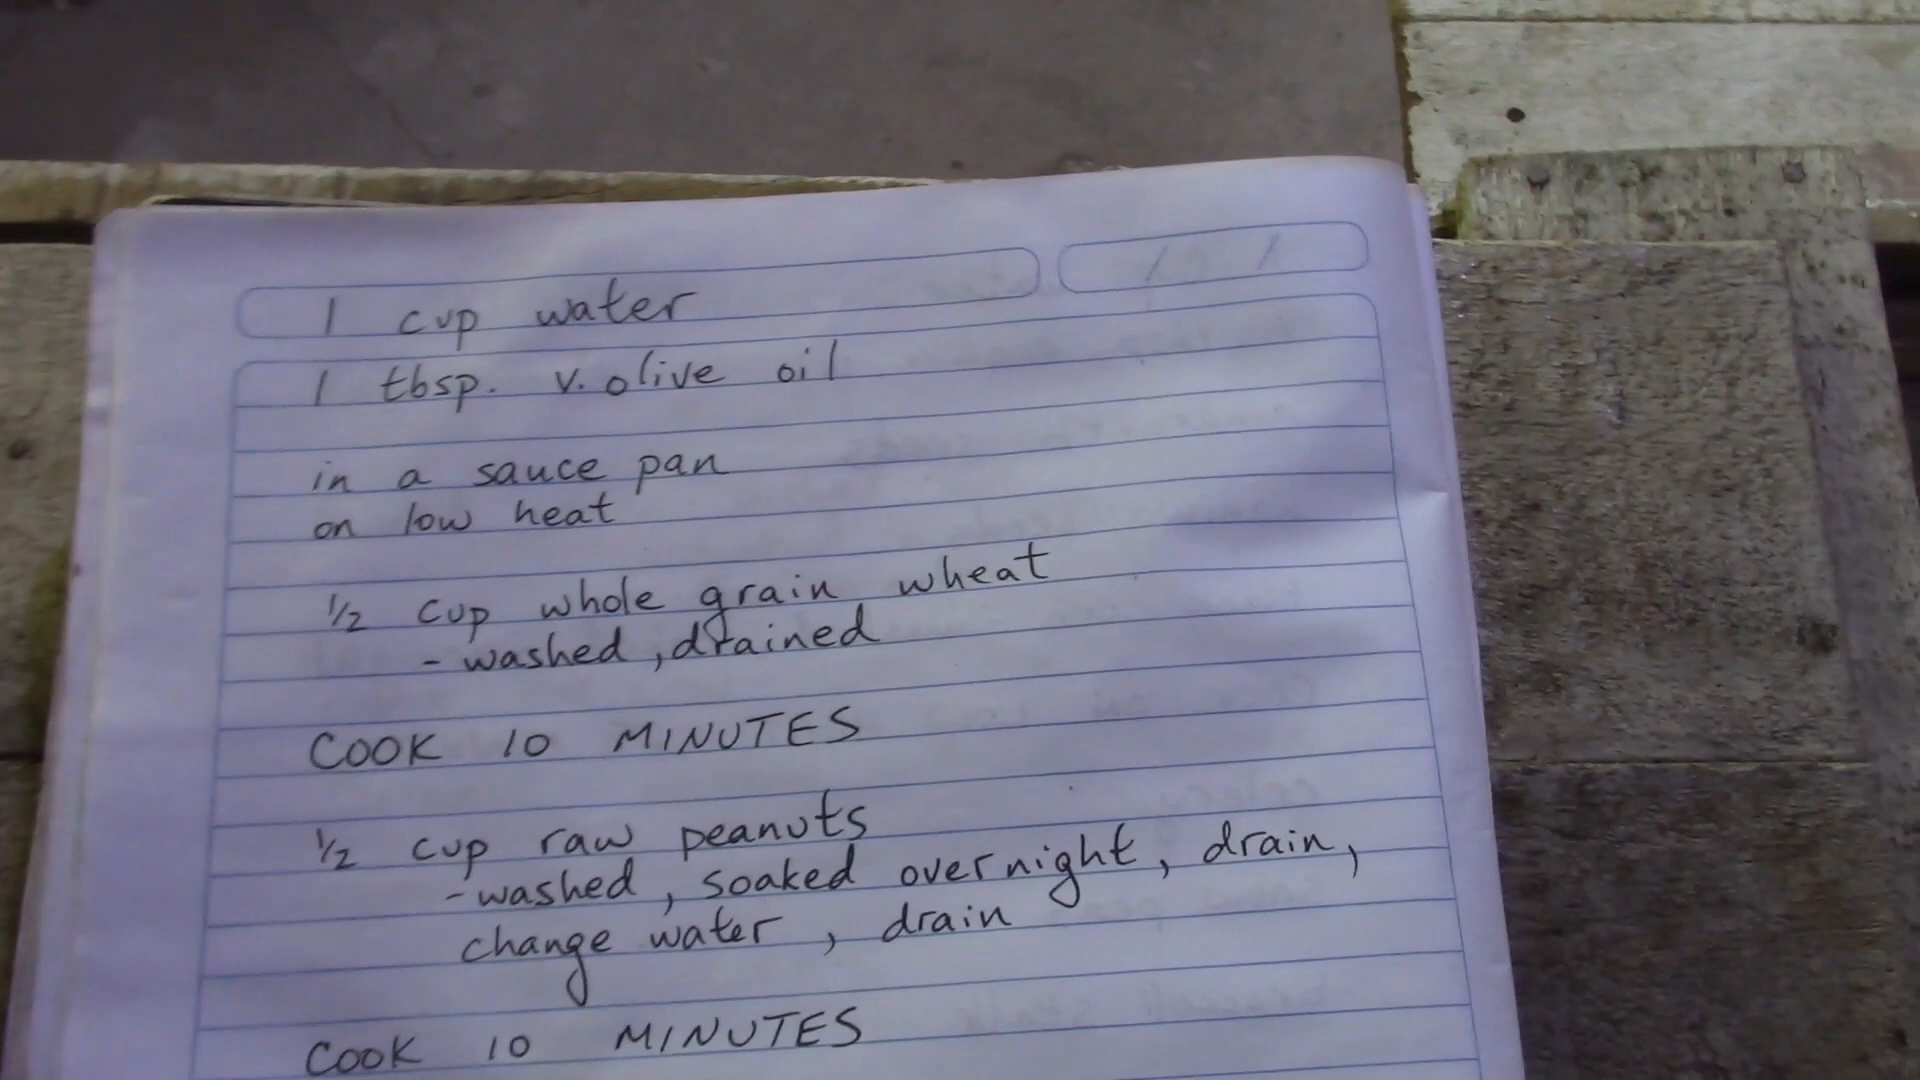 1 cup water
1 tbsp. v. olive oil
in a sauce pan
on low heat
1/2 cup whole grain wheat
- washed, drained
COOK 10 MINUTES
1/2 cup raw peanuts
- washed, soaked overnight, drain,
change water, drain
COOK 10 MINUTES